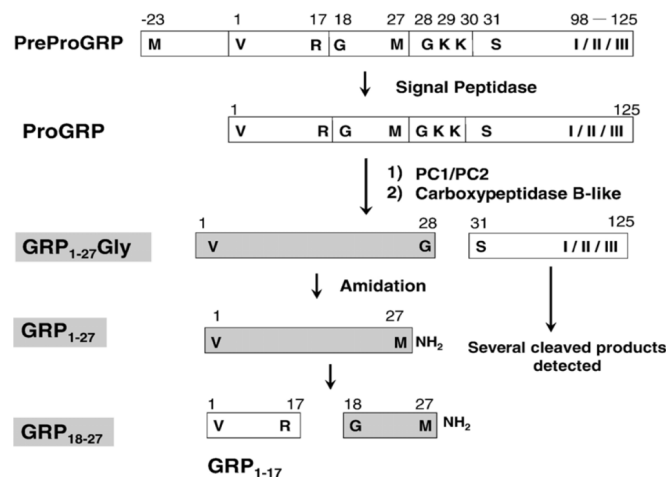 -23 1 17 18 27 28 29 30 31 98 — 125
PreProGRP M V R G M G K K S I / II / III
Signal Peptidase
1 125
ProGRP V R G M G K K S I / II / III
1) PC1/PC2
2) Carboxypeptidase B-like
1 28 31 125
GRP1-27Gly V G S I / II / III
Amidation
1 27
GRP1-27 V M NH2
Several cleaved products
detected
1 17 18 27
GRP18-27 V R G M NH2
GRP1-17